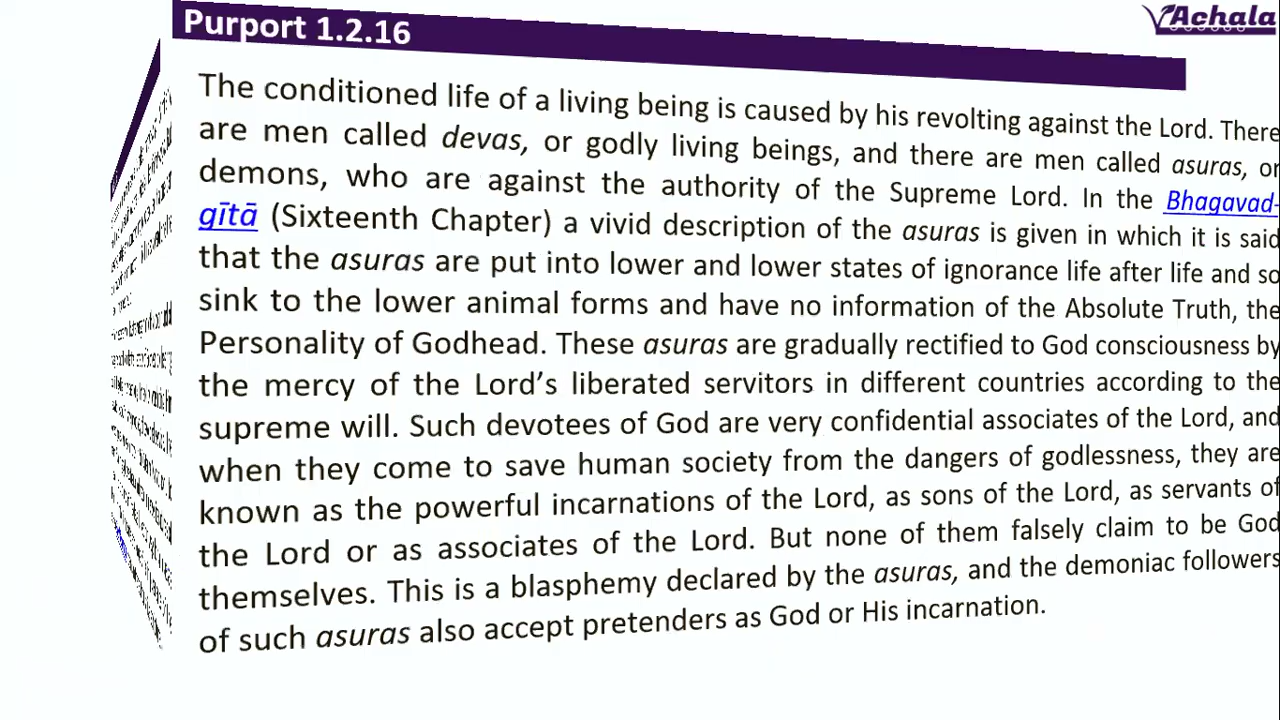 Purport 1.2.16
Achala
The conditioned life of a living being is caused by his revolting against the Lord. There
are men called devas, or godly living beings, and there are men called asuras, or
demons, who are against the authority of the Supreme Lord. In the Bhagavad-
gītā (Sixteenth Chapter) a vivid description of the asuras is given in which it is said
that the asuras are put into lower and lower states of ignorance life after life and so
sink to the lower animal forms and have no information of the Absolute Truth, the
Personality of Godhead. These asuras are gradually rectified to God consciousness by
the mercy of the Lord’s liberated servitors in different countries according to the
supreme will. Such devotees of God are very confidential associates of the Lord, and
when they come to save human society from the dangers of godlessness, they are
known as the powerful incarnations of the Lord, as sons of the Lord, as servants of
the Lord or as associates of the Lord. But none of them falsely claim to be God
themselves. This is a blasphemy declared by the asuras, and the demoniac followers
of such asuras also accept pretenders as God or His incarnation.